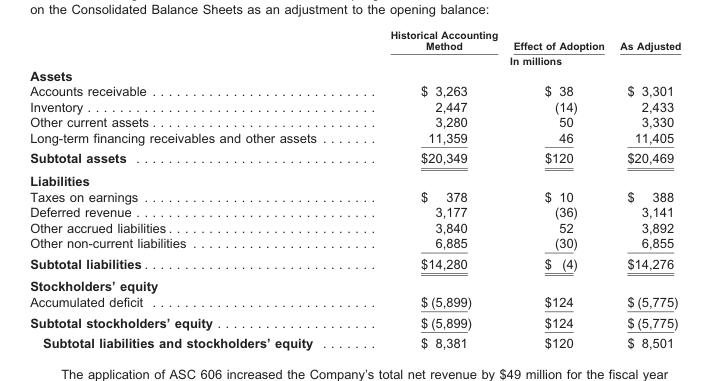 on the Consolidated Balance Sheets as an adjustment to the opening balance:
Historical Accounting
Method Effect of Adoption As Adjusted
In millions
Assets
Accounts receivable . . . . . . . . . . . . . . . . . . . . . . . . . . . . $ 3,263 $ 38 $ 3,301
Inventory . . . . . . . . . . . . . . . . . . . . . . . . . . . . . . . . . . . 2,447 (14) 2,433
Other current assets . . . . . . . . . . . . . . . . . . . . . . . . . . . 3,280 50 3,330
Long-term financing receivables and other assets . . . . . . . 11,359 46 11,405
Subtotal assets . . . . . . . . . . . . . . . . . . . . . . . . . . . . . $20,349 $120 $20,469
Liabilities
Taxes on earnings . . . . . . . . . . . . . . . . . . . . . . . . . . . . $ 378 $ 10 $ 388
Deferred revenue . . . . . . . . . . . . . . . . . . . . . . . . . . . . . 3,177 (36) 3,141
Other accrued liabilities . . . . . . . . . . . . . . . . . . . . . . . . . 3,840 52 3,892
Other non-current liabilities . . . . . . . . . . . . . . . . . . . . . . 6,885 (30) 6,855
Subtotal liabilities . . . . . . . . . . . . . . . . . . . . . . . . . . . . $14,280 $ (4) $14,276
Stockholders’ equity
Accumulated deficit . . . . . . . . . . . . . . . . . . . . . . . . . . . $ (5,899) $124 $ (5,775)
Subtotal stockholders’ equity . . . . . . . . . . . . . . . . . . . . $ (5,899) $124 $ (5,775)
Subtotal liabilities and stockholders’ equity . . . . . . . $ 8,381 $120 $ 8,501
The application of ASC 606 increased the Company’s total net revenue by $49 million for the fiscal year